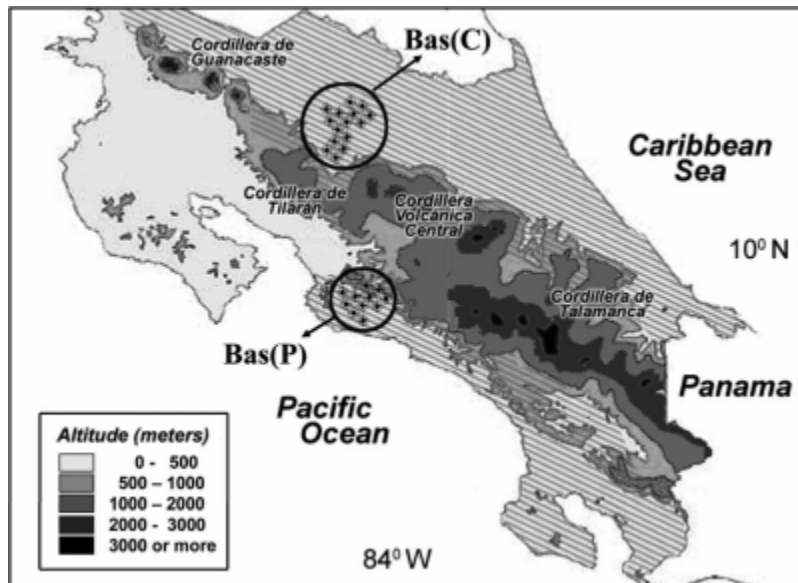 Cordillera de
Guanacaste
Bas(C)
Caribbean
Sea
Cordillera de
Tilarán
Cordillera
Volcánica
Central
10⁰ N
Cordillera de
Talamanca
Bas(P)
Panama
Pacific
Ocean
Altitude (meters)
0 - 500
500 – 1000
1000 – 2000
2000 - 3000
3000 or more
84⁰ W